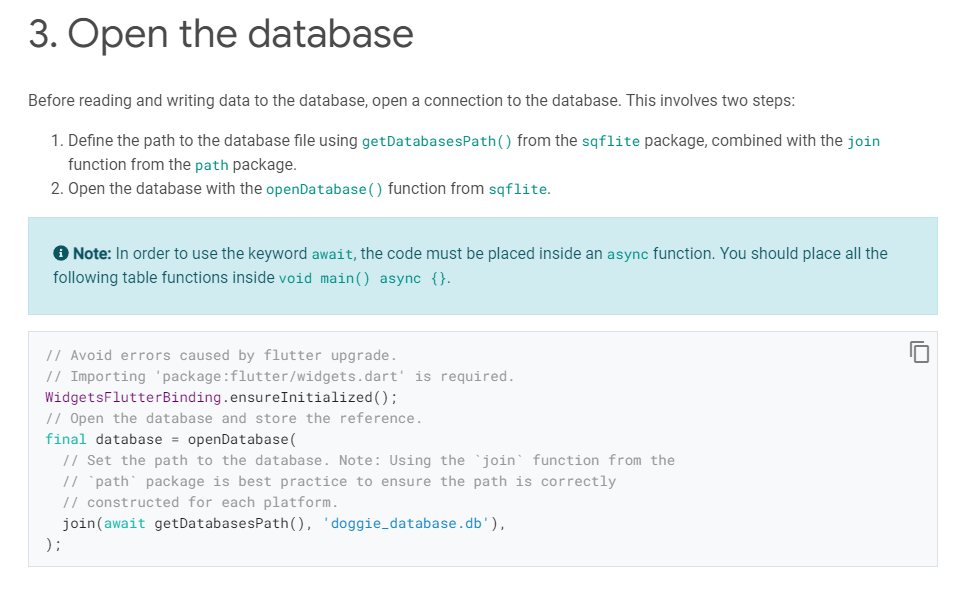 3. Open the database
Before reading and writing data to the database, open a connection to the database. This involves two steps:
1. Define the path to the database file using getDatabasesPath() from the sqflite package, combined with the join
function from the path package.
2. Open the database with the openDatabase() function from sqflite.
Note: In order to use the keyword await, the code must be placed inside an async function. You should place all the
following table functions inside void main() async {}.
// Avoid errors caused by flutter upgrade.
// Importing 'package:flutter/widgets.dart' is required.
WidgetsFlutterBinding.ensureInitialized();
// Open the database and store the reference.
final database = openDatabase(
  // Set the path to the database. Note: Using the `join` function from the
  // `path` package is best practice to ensure the path is correctly
  // constructed for each platform.
  join(await getDatabasesPath(), 'doggie_database.db'),
);